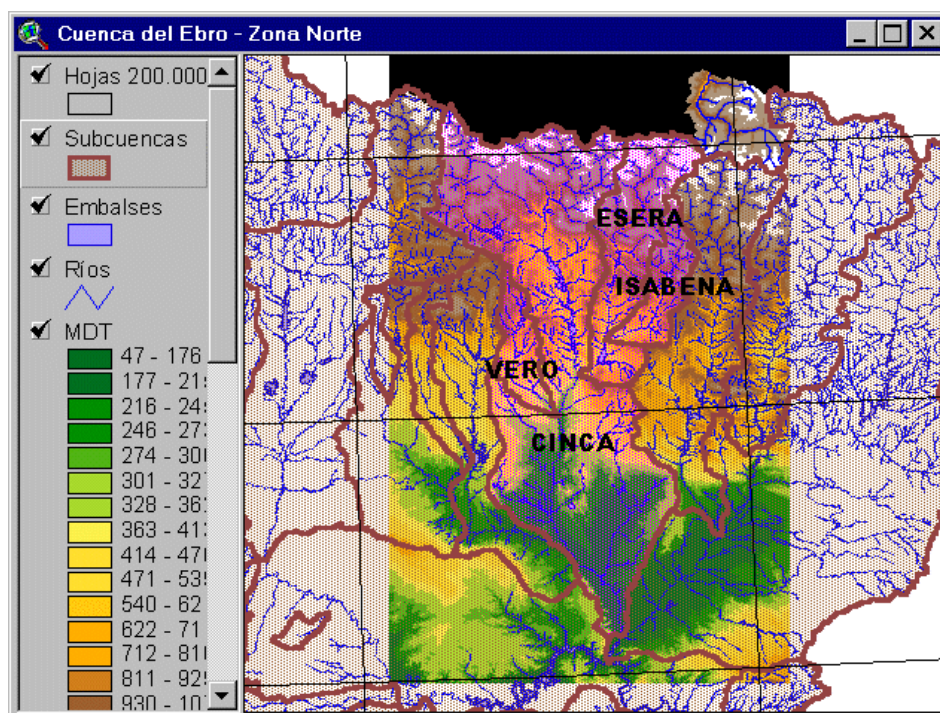 Cuenca del Ebro - Zona Norte
Hojas 200.000
Subcuencas
Embalses
Ríos
MDT
47 - 176
177 - 21
216 - 24
246 - 27
274 - 30
301 - 32
328 - 36
363 - 41
414 - 47
471 - 53
540 - 62
622 - 71
712 - 81
811 - 92
930 - 10
ESERA
ISABENA
VERO
CINCA